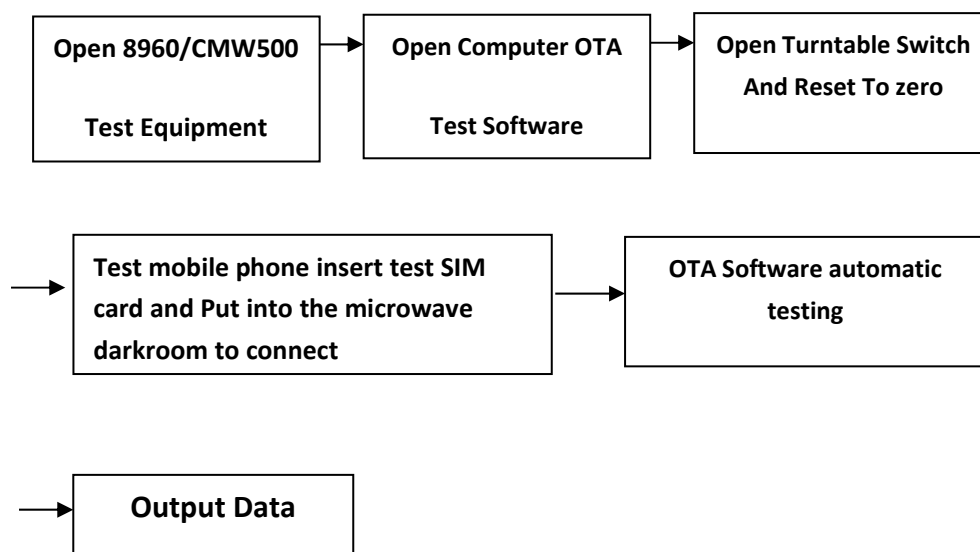 Open 8960/CMW500
Test Equipment
Open Computer OTA
Test Software
Open Turntable Switch
And Reset To zero
Test mobile phone insert test SIM
card and Put into the microwave
darkroom to connect
OTA Software automatic
testing
Output Data